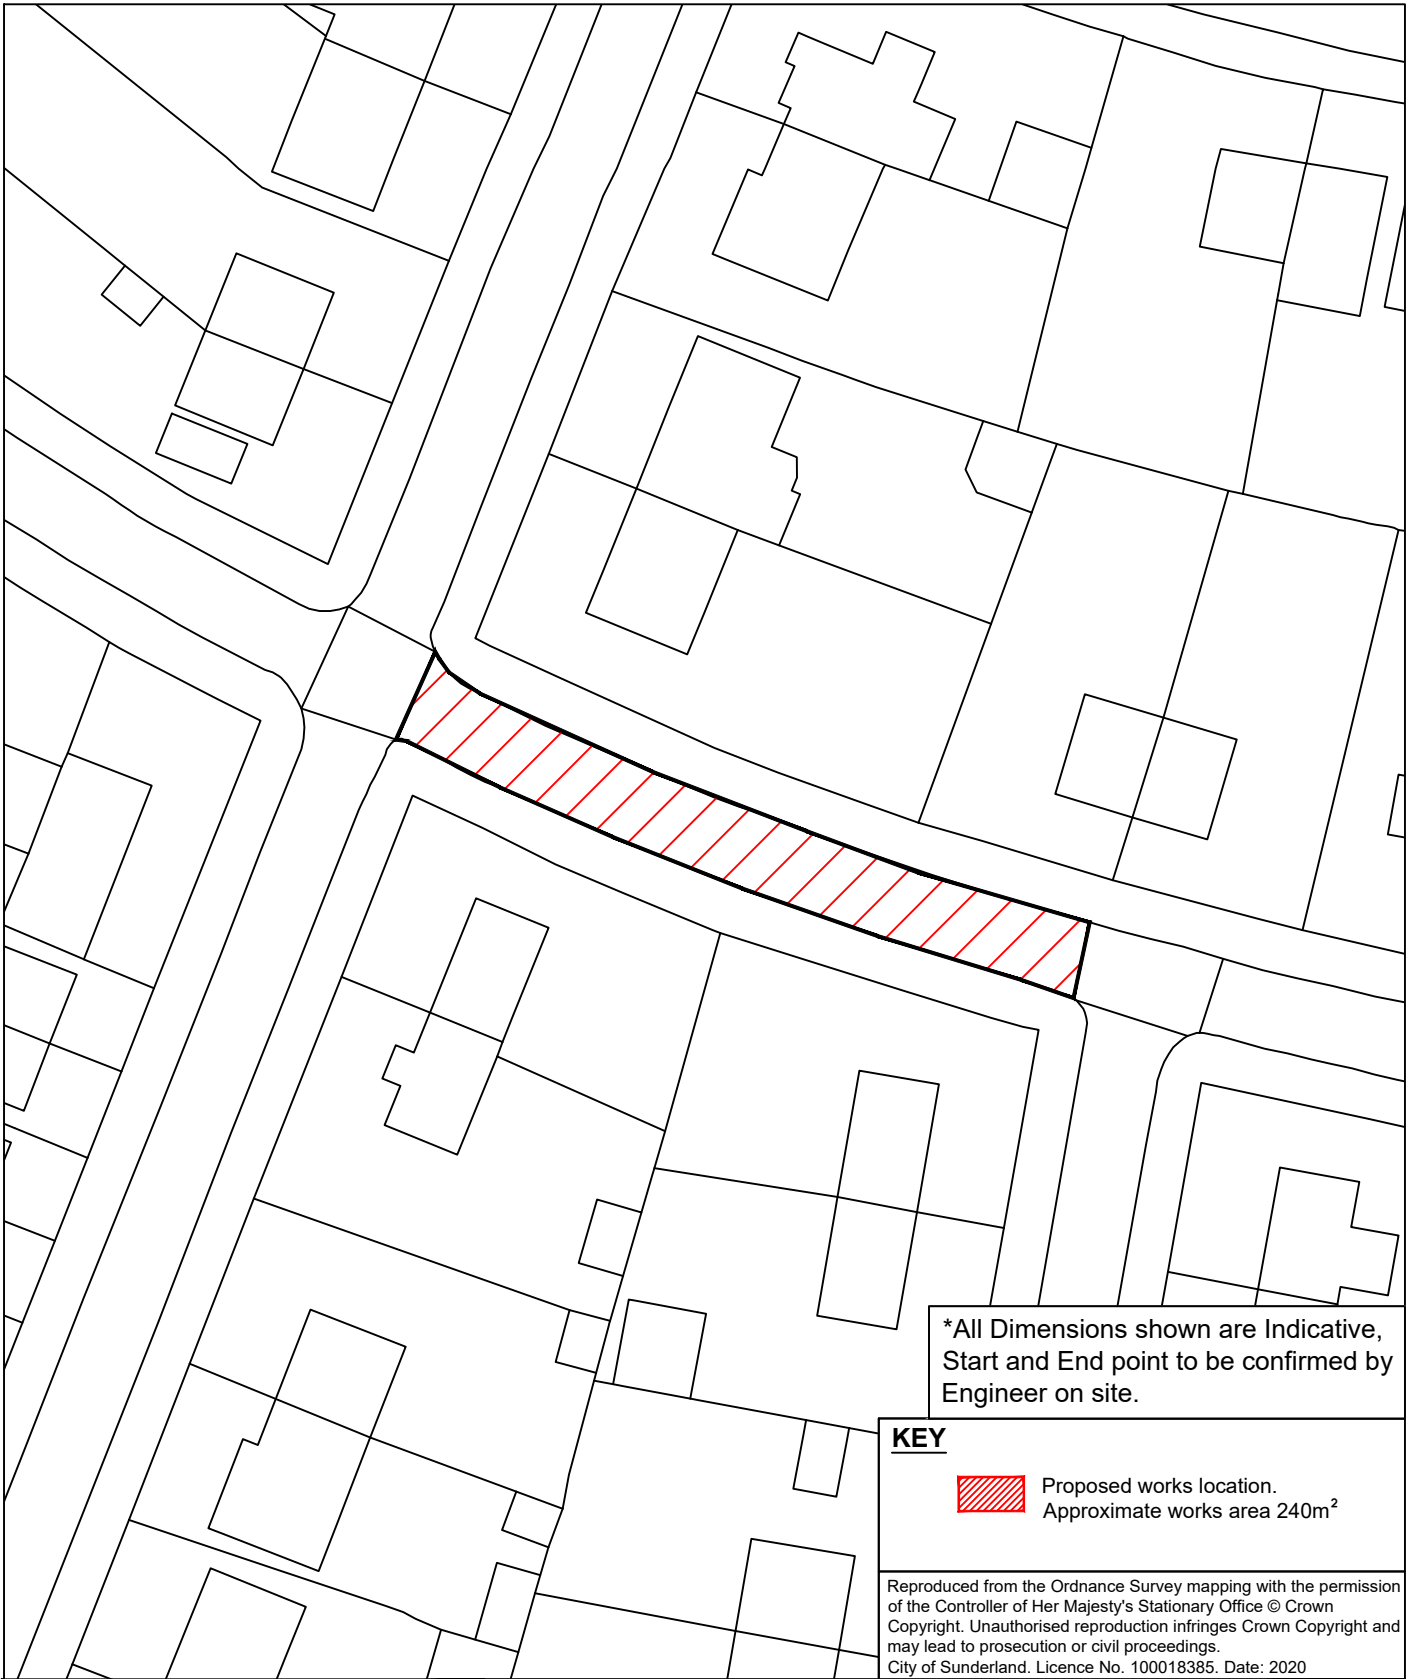 *All Dimensions shown are Indicative,
Start and End point to be confirmed by
Engineer on site.
KEY
Proposed works location.
Approximate works area 240m²
Reproduced from the Ordnance Survey mapping with the permission
of the Controller of Her Majesty's Stationary Office © Crown
Copyright. Unauthorised reproduction infringes Crown Copyright and
may lead to prosecution or civil proceedings.
City of Sunderland. Licence No. 100018385. Date: 2020